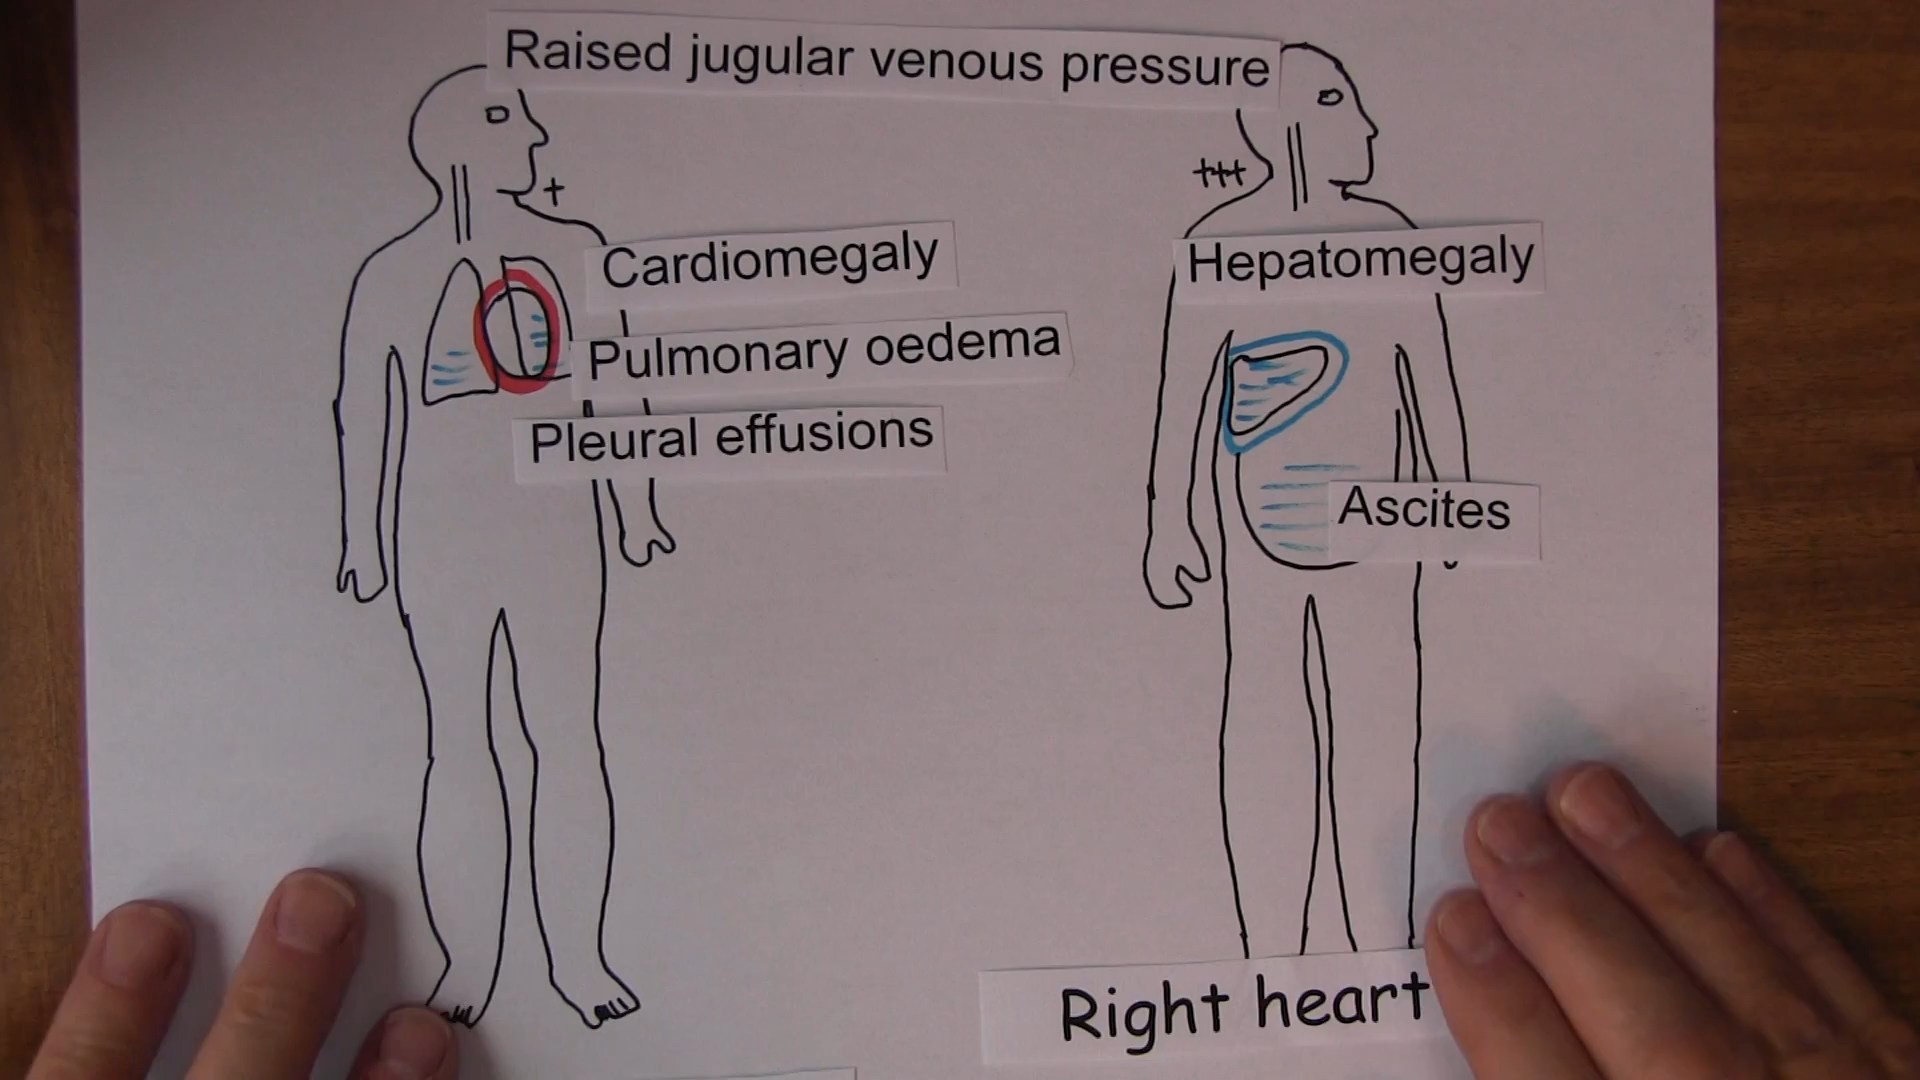 Raised jugular venous pressure
+
+++
Cardiomegaly
Hepatomegaly
Pulmonary oedema
Pleural effusions
Ascites
Right heart